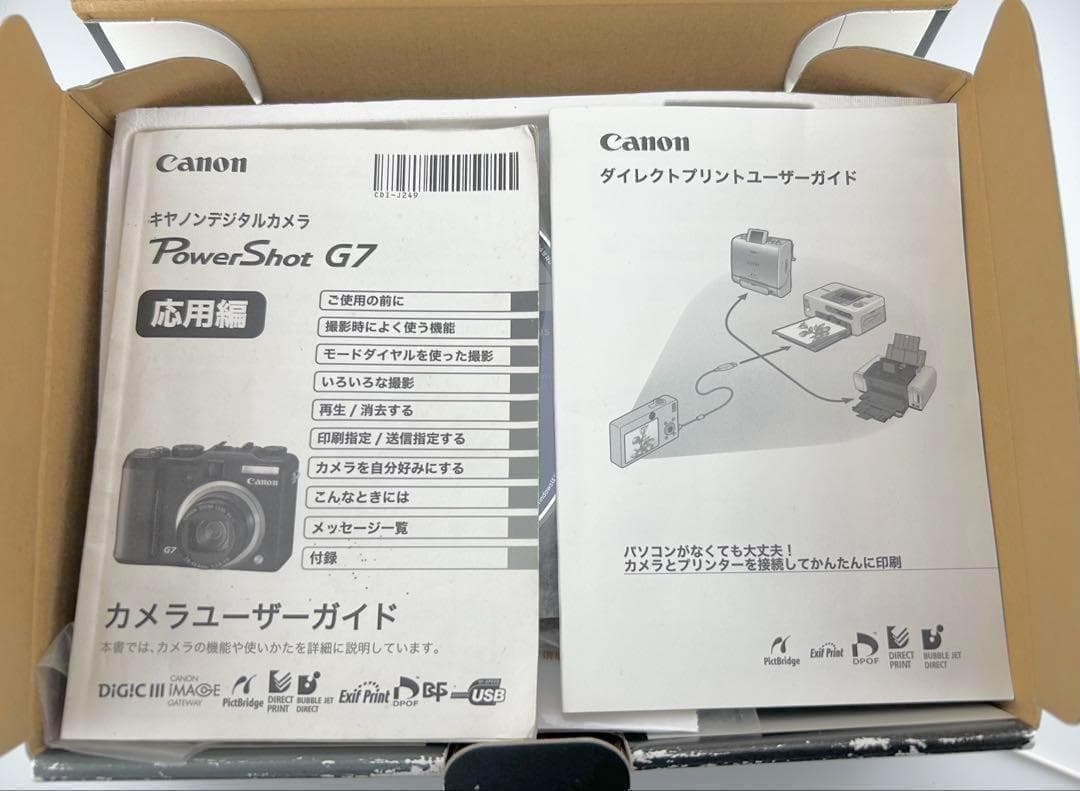 Canon
CDI-J249
キヤノンデジタルカメラ
PowerShot G7
応用編
ご使用の前に
撮影時によく使う機能
モードダイヤルを使った撮影
いろいろな撮影
再生 / 消去する
印刷指定 / 送信指定する
カメラを自分好みにする
こんなときには
メッセージ一覧
付録
Canon
G7
カメラユーザーガイド
本書では、カメラの機能や使いかたを詳細に説明しています。
DIGIC III
CANON
iMAGE
GATEWAY
PictBridge
DIRECT
PRINT
BUBBLE JET
DIRECT
Exif Print
DPOF
USB
Canon
ダイレクトプリントユーザーガイド
パソコンがなくても大丈夫！
カメラとプリンターを接続してかんたんに印刷
PictBridge
Exif Print
DPOF
DIRECT
PRINT
BUBBLE JET
DIRECT